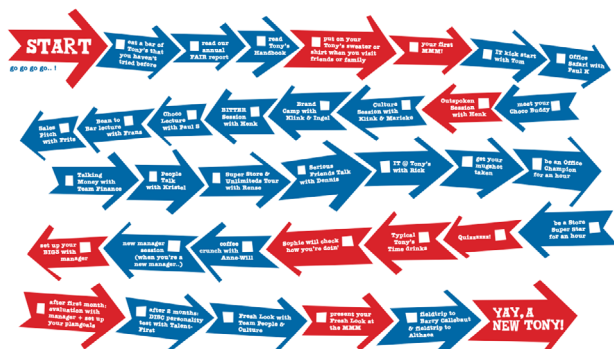 START
go go go go.. !
eat a bar of
Tony's that
you haven't
tried before
read our
annual
FAIR report
read
Tony's
Handbook
put on your
Tony's sweater or
shirt when you visit
friends or family
your first
MMM!
IT kick start
with Tom
Office
Safari with
Paul X
meet your
Choco Buddy
Outspoken
Session
with Henk
Culture
Session with
Klink & Marieke
Brand
Camp with
Klink & Ingel
BITTER
Session
with Henk
Choco
Lecture
with Paul S
Bean to
Bar lecture
with Frans
Sales
Pitch
with Frits
Talking
Money with
Team Finance
People
Talk
with Kristel
Super Store &
Unlimiteds Tour
with Rense
Serious
Friends Talk
with Dennis
IT @ Tony's
with Rick
get your
mugshot
taken
be an Office
Champion
for an hour
be a Store
Super Star
for an hour
Quizzzzzz!
Typical
Tony's
Time drinks
Sophia will check
how you're doin'
coffee
crunch with
Anna-Will
new manager
session
(when you're a
new manager..)
set up your
with
manager
after first month:
evaluation with
manager + set up
your plangoals
after 2 months:
DISC personality
test with Talent-
First
Fresh Look with
Team People &
Culture
present your
Fresh Look at
the MMM
fieldtrip to
Barry Callebaut
& fieldtrip to
Althaea
YAY, A
NEW TONY!